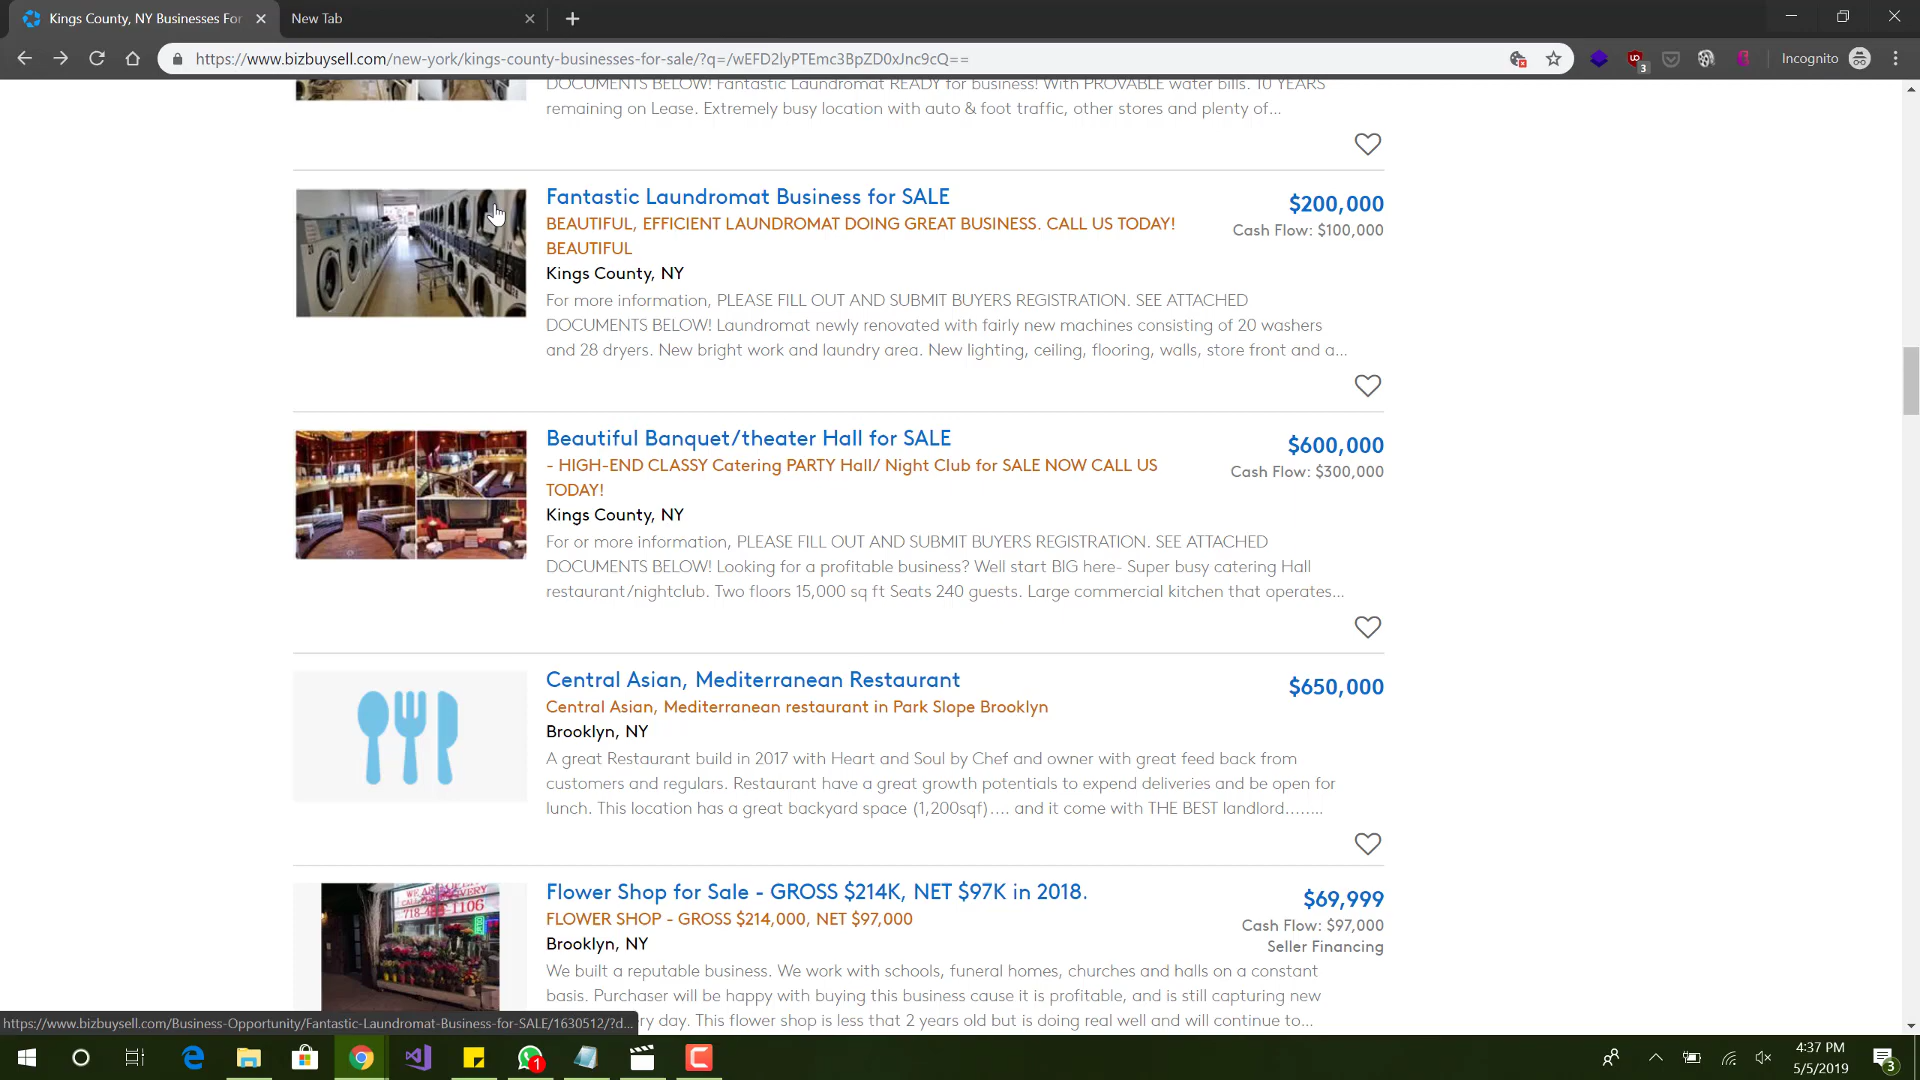 Kings County, NY Businesses For
New Tab
https://www.bizbuysell.com/new-york/kings-county-businesses-for-sale/?q=/wEFD2lyPTEmc3BpZD0xJnc9cQ==
3
Incognito
DOCUMENTS BELOW! Fantastic Laundromat READY for business! With PROVABLE water bills. 10 YEARS
remaining on Lease. Extremely busy location with auto & foot traffic, other stores and plenty of...
Fantastic Laundromat Business for SALE
$200,000
BEAUTIFUL, EFFICIENT LAUNDROMAT DOING GREAT BUSINESS. CALL US TODAY!
Cash Flow: $100,000
BEAUTIFUL
Kings County, NY
For more information, PLEASE FILL OUT AND SUBMIT BUYERS REGISTRATION. SEE ATTACHED
DOCUMENTS BELOW! Laundromat newly renovated with fairly new machines consisting of 20 washers
and 28 dryers. New bright work and laundry area. New lighting, ceiling, flooring, walls, store front and a...
Beautiful Banquet/theater Hall for SALE
$600,000
- HIGH-END CLASSY Catering PARTY Hall/ Night Club for SALE NOW CALL US
Cash Flow: $300,000
TODAY!
Kings County, NY
For or more information, PLEASE FILL OUT AND SUBMIT BUYERS REGISTRATION. SEE ATTACHED
DOCUMENTS BELOW! Looking for a profitable business? Well start BIG here- Super busy catering Hall
restaurant/nightclub. Two floors 15,000 sq ft Seats 240 guests. Large commercial kitchen that operates...
Central Asian, Mediterranean Restaurant
$650,000
Central Asian, Mediterranean restaurant in Park Slope Brooklyn
Brooklyn, NY
A great Restaurant build in 2017 with Heart and Soul by Chef and owner with great feed back from
customers and regulars. Restaurant have a great growth potentials to expend deliveries and be open for
lunch. This location has a great backyard space (1,200sqf).... and it come with THE BEST landlord........
Flower Shop for Sale - GROSS $214K, NET $97K in 2018.
$69,999
FLOWER SHOP - GROSS $214,000, NET $97,000
Cash Flow: $97,000
Brooklyn, NY
Seller Financing
We built a reputable business. We work with schools, funeral homes, churches and halls on a constant
basis. Purchaser will be happy with buying this business cause it is profitable, and is still capturing new
ry day. This flower shop is less that 2 years old but is doing real well and will continue to...
https://www.bizbuysell.com/Business-Opportunity/Fantastic-Laundromat-Business-for-SALE/1630512/?d...
1
4:37 PM
5/5/2019
3